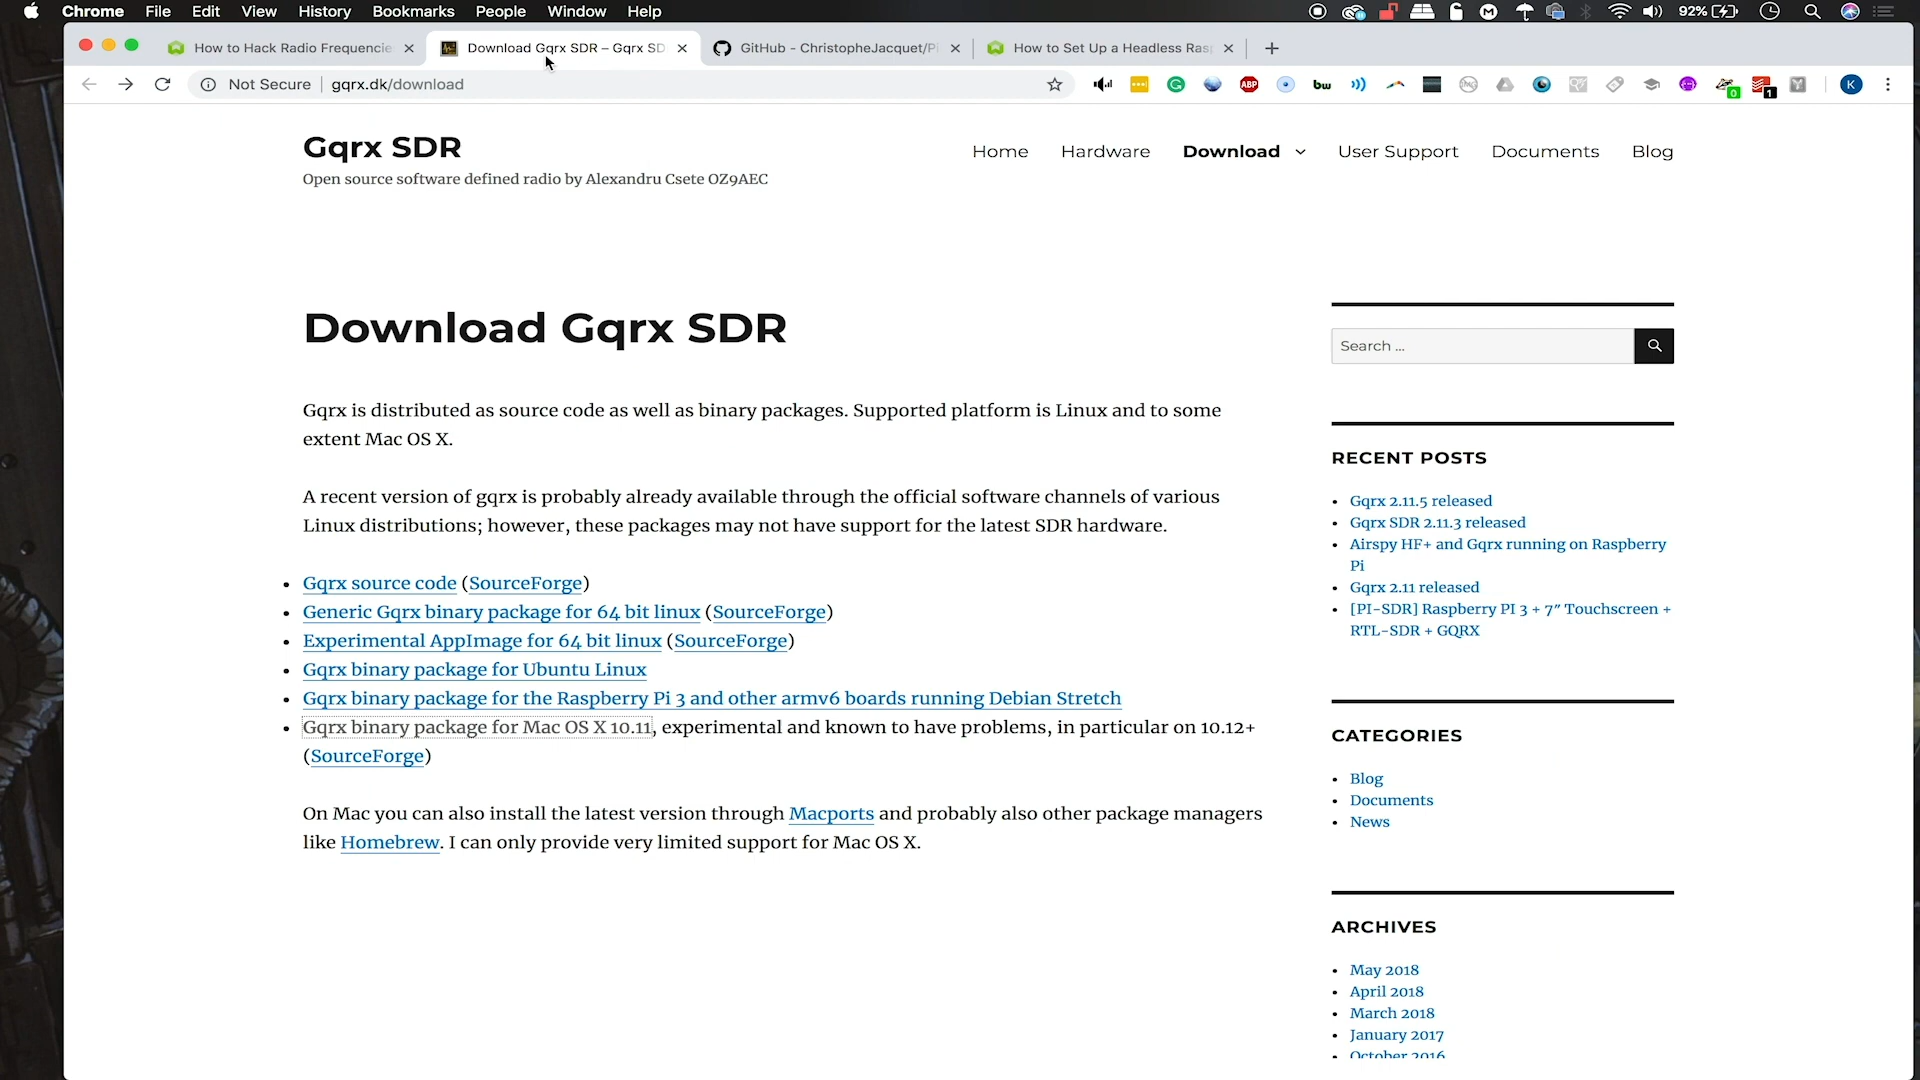 Chrome File Edit View History Bookmarks People Window Help 92%
How to Hack Radio Frequencie Download Gqrx SDR – Gqrx SD GitHub - ChristopheJacquet/Pi How to Set Up a Headless Rasp
Not Secure gqrx.dk/download
ABP bw 0 1 K
Gqrx SDR
Open source software defined radio by Alexandru Csete OZ9AEC
Home Hardware Download User Support Documents Blog
Download Gqrx SDR
Gqrx is distributed as source code as well as binary packages. Supported platform is Linux and to some
extent Mac OS X.
A recent version of gqrx is probably already available through the official software channels of various
Linux distributions; however, these packages may not have support for the latest SDR hardware.
• Gqrx source code (SourceForge)
• Generic Gqrx binary package for 64 bit linux (SourceForge)
• Experimental AppImage for 64 bit linux (SourceForge)
• Gqrx binary package for Ubuntu Linux
• Gqrx binary package for the Raspberry Pi 3 and other armv6 boards running Debian Stretch
• Gqrx binary package for Mac OS X 10.11, experimental and known to have problems, in particular on 10.12+
(SourceForge)
On Mac you can also install the latest version through Macports and probably also other package managers
like Homebrew. I can only provide very limited support for Mac OS X.
Search ...
RECENT POSTS
• Gqrx 2.11.5 released
• Gqrx SDR 2.11.3 released
• Airspy HF+ and Gqrx running on Raspberry
Pi
• Gqrx 2.11 released
• [PI-SDR] Raspberry PI 3 + 7″ Touchscreen +
RTL-SDR + GQRX
CATEGORIES
• Blog
• Documents
• News
ARCHIVES
• May 2018
• April 2018
• March 2018
• January 2017
• October 2016